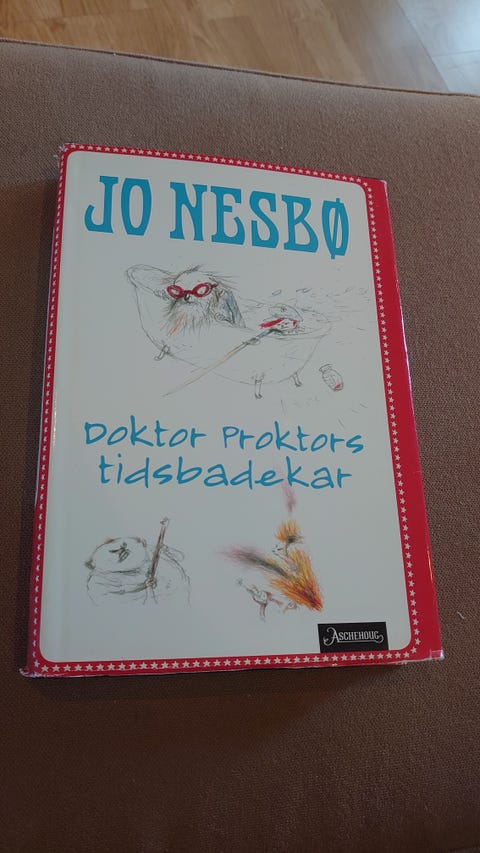 JO NESBØ
Doktor Proktors
tidsbadekar
ASCHEHOUG